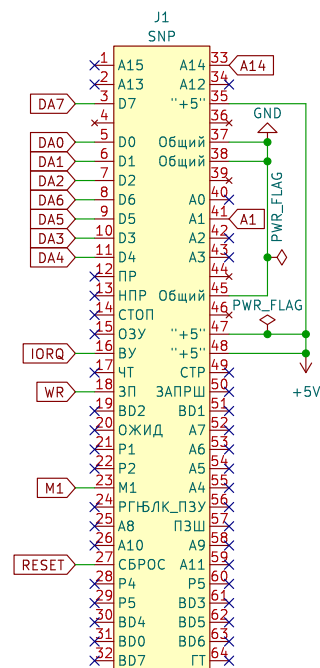 J1
SNP
1 A15 A14 33 A14
2 A13 A12 34
DA7 3 D7 "+5" 35
4 36
GND
DA0 5 D0 Общий 37
DA1 6 D1 Общий 38
DA2 7 D2 39
DA6 8 D6 A0 40
DA5 9 D5 A1 41 A1
DA3 10 D3 A2 42
DA4 11 D4 A3 43
PWR_FLAG
12 ПР 44
13 НПР Общий 45
14 СТОП 46
PWR_FLAG
15 ОЗУ "+5" 47
IORQ 16 ВУ "+5" 48
17 ЧТ СТР 49
WR 18 ЗП ЗАПРШ 50
+5V
19 BD2 BD1 51
20 ОЖИД A7 52
21 P1 A6 53
22 P2 A5 54
M1 23 M1 A4 55
24 РГН БЛК_ПЗУ 56
25 A8 ПЗШ 57
26 A10 A9 58
RESET 27 СБРОС A11 59
28 P4 P5 60
29 P5 BD3 61
30 BD4 BD5 62
31 BD0 BD6 63
32 BD7 ГТ 64